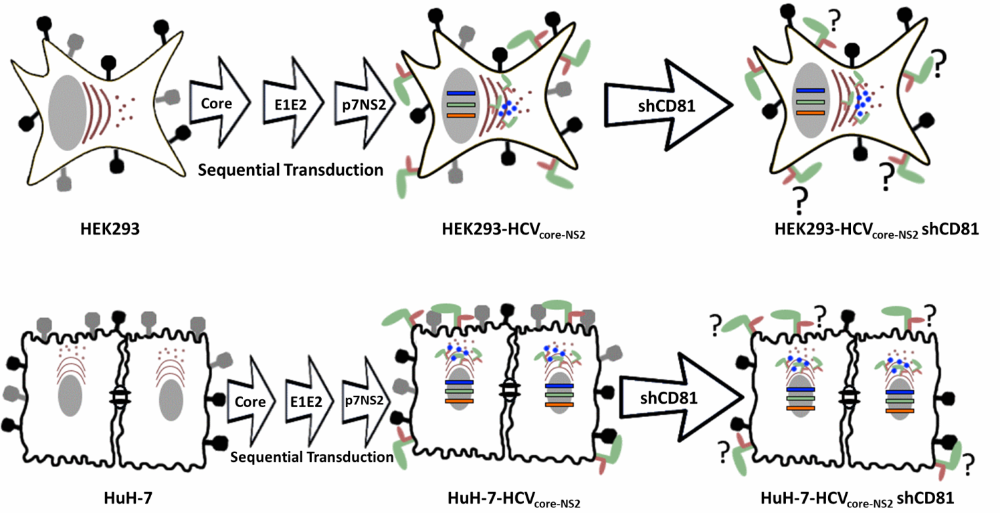 ?
?
Core
E1E2
p7NS2
shCD81
Sequential Transduction
?
?
HEK293
HEK293-HCVcore-NS2
HEK293-HCVcore-NS2 shCD81
?
?
?
Core
E1E2
p7NS2
shCD81
Sequential Transduction
?
?
HuH-7
HuH-7-HCVcore-NS2
HuH-7-HCVcore-NS2 shCD81